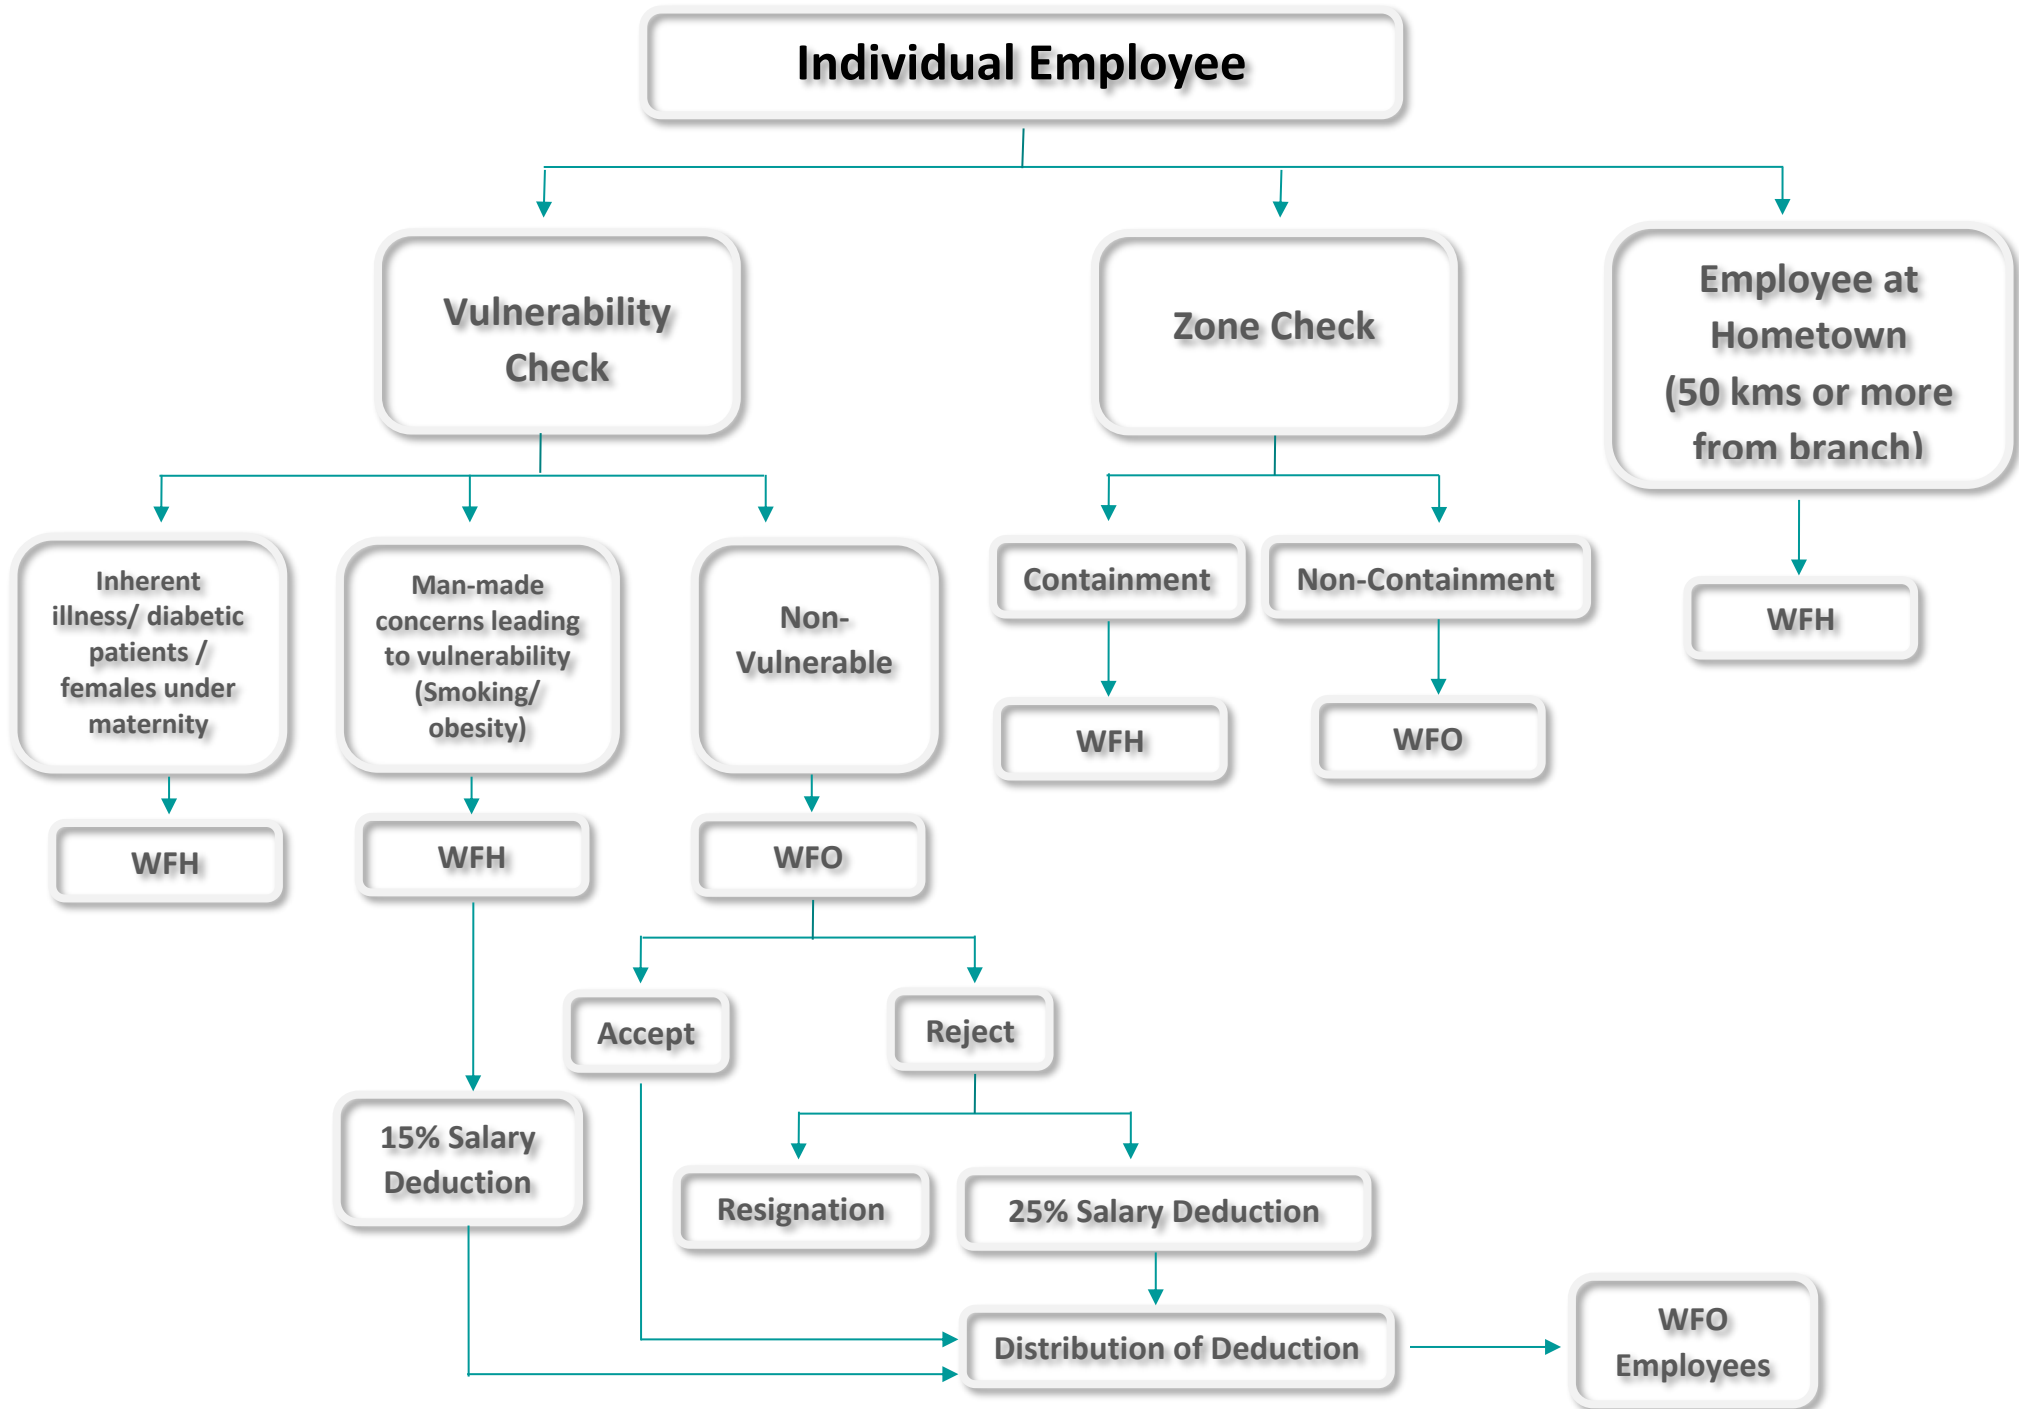 Individual Employee
Vulnerability
Check
Zone Check
Employee at
Hometown
(50 kms or more
from branch)
Inherent
illness/ diabetic
patients /
females under
maternity
Man-made
concerns leading
to vulnerability
(Smoking/
obesity)
Non-
Vulnerable
Containment
Non-Containment
WFH
WFH
WFO
WFH
WFH
WFO
Accept
Reject
15% Salary
Deduction
Resignation
25% Salary Deduction
Distribution of Deduction
WFO
Employees